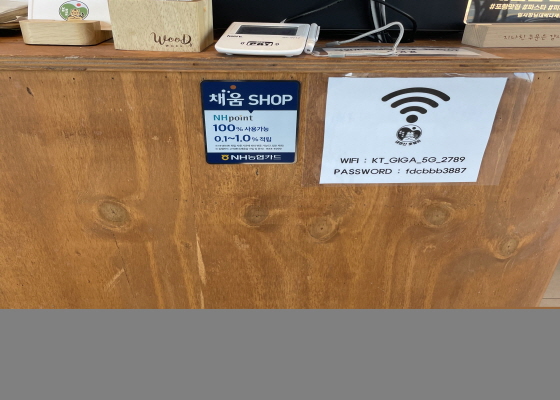 WOOD
채움 SHOP
NHpoint
100% 사용가능
0.1~1.0% 적립
NH농협카드
WIFI : KT_GIGA_5G_2789
PASSWORD : fdcbbb3887